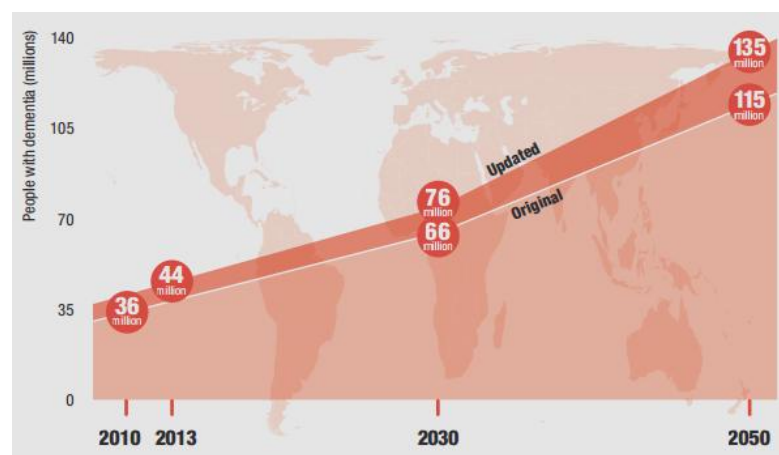 People with dementia (millions)
140
105
70
35
0
135
million
115
million
Updated
Original
76
million
66
million
44
million
36
million
2010
2013
2030
2050